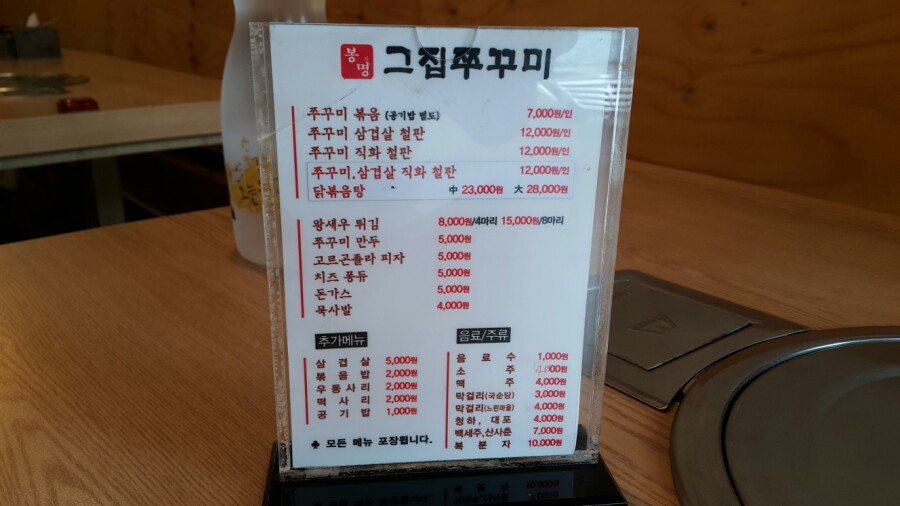 봉명 그집쭈꾸미
쭈꾸미 볶음 (공기밥 별도) 7,000원/인
쭈꾸미 삼겹살 철판 12,000원/인
쭈꾸미 직화 철판 12,000원/인
쭈꾸미,삼겹살 직화 철판 12,000원/인
닭볶음탕 中 23,000원 大 28,000원
왕새우 튀김 8,000원/4마리 15,000원/8마리
쭈꾸미 만두 5,000원
고르곤졸라 피자 5,000원
치즈 퐁듀 5,000원
돈가스 5,000원
묵사발 4,000원
추가메뉴
삼겹살 5,000원
볶음밥 2,000원
우동사리 2,000원
떡사리 2,000원
공기밥 1,000원
♣ 모든 메뉴 포장됩니다.
음료/주류
음료수 1,000원
소주 4,000원
맥주 4,000원
막걸리(국순당) 3,000원
막걸리(느린마을) 4,000원
청하, 대포 4,000원
백세주,산사춘 7,000원
복분자 10,000원